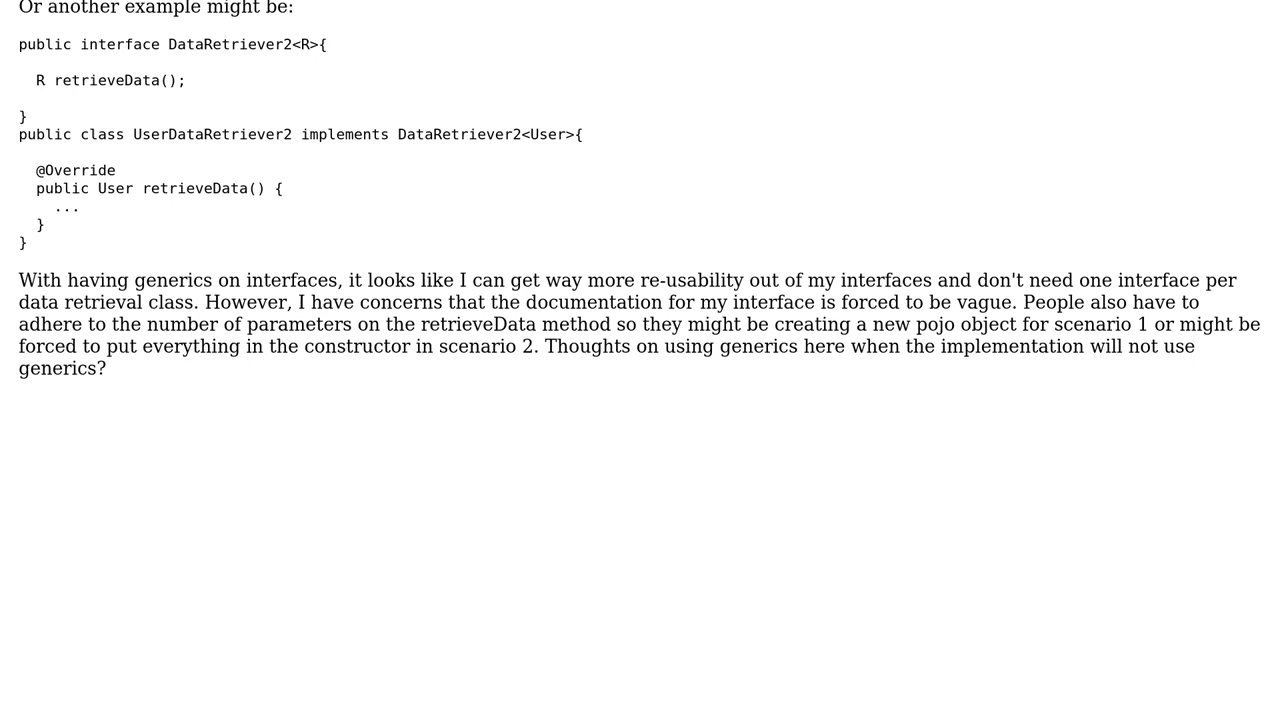 Or another example might be:
public interface DataRetriever2<R>{
R retrieveData();
}
public class UserDataRetriever2 implements DataRetriever2<User>{
@Override
public User retrieveData() {
...
}
}
With having generics on interfaces, it looks like I can get way more re-usability out of my interfaces and don't need one interface per
data retrieval class. However, I have concerns that the documentation for my interface is forced to be vague. People also have to
adhere to the number of parameters on the retrieveData method so they might be creating a new pojo object for scenario 1 or might be
forced to put everything in the constructor in scenario 2. Thoughts on using generics here when the implementation will not use
generics?